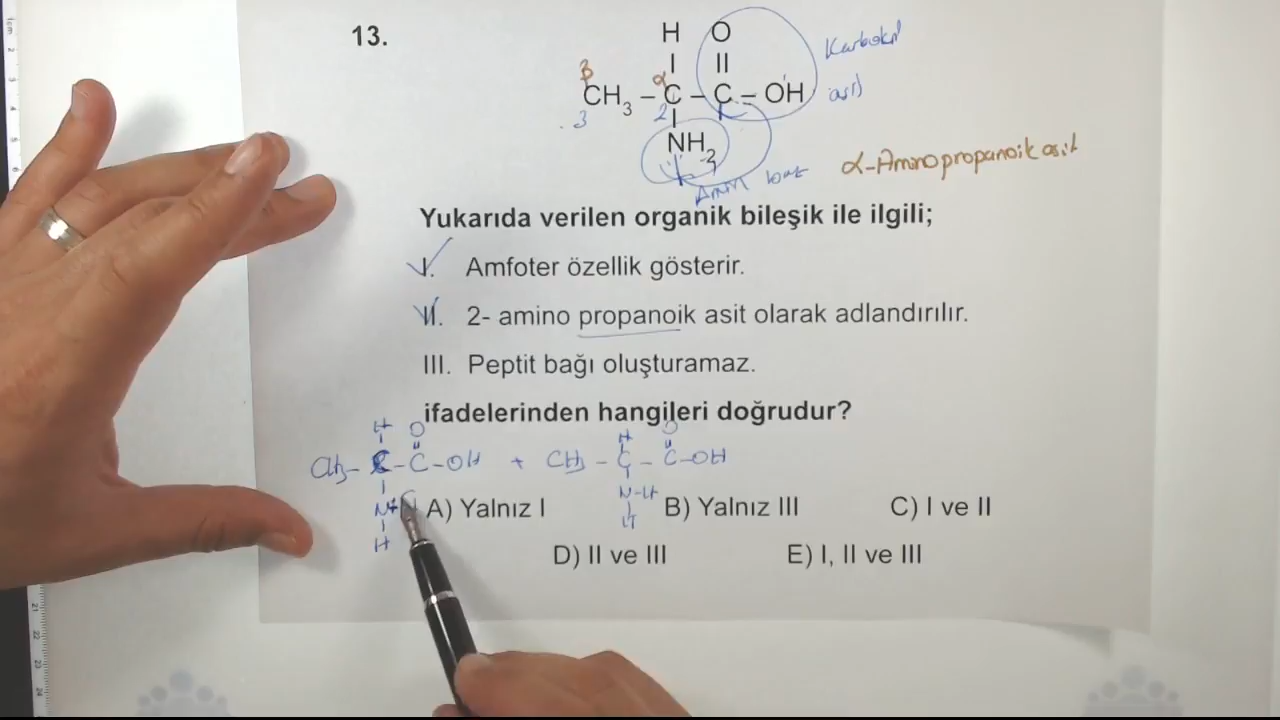 13.
H O
β α
CH3 – C – C – OH
3 2
NH2
Karboksil
asit
α-Aminopropanoik asit
Yukarıda verilen organik bileşik ile ilgili;
I. Amfoter özellik gösterir.
II. 2- amino propanoik asit olarak adlandırılır.
III. Peptit bağı oluşturamaz.
ifadelerinden hangileri doğrudur?
H O H O
CH3 – C – C – OH + CH3 – C – C – OH
N N–H
H H
A) Yalnız I B) Yalnız III C) I ve II
D) II ve III E) I, II ve III